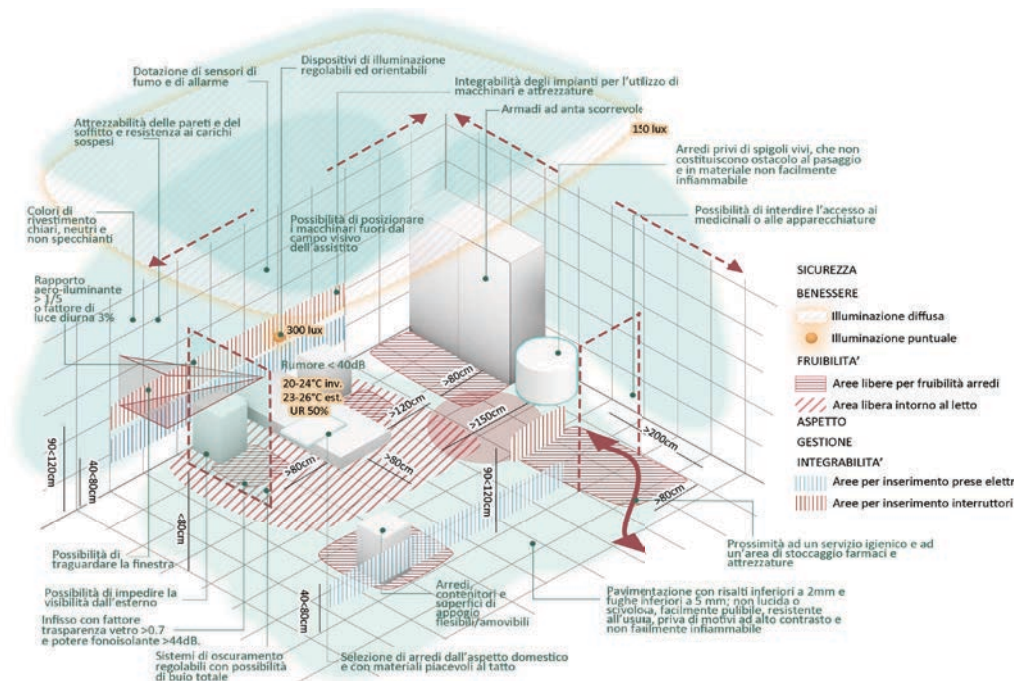 Dotazione di sensori di
fumo e di allarme
Dispositivi di illuminazione
regolabili ed orientabili
Integrabilità degli impianti per l'utilizzo di
macchinari e attrezzature
Armadi ad anta scorrevole
150 lux
Attrezzabilità delle pareti e del
soffitto e resistenza ai carichi
sospesi
Arredi privi di spigoli vivi, che non
costituiscono ostacolo al pasaggio
e in materiale non facilmente
infiammabile
Colori di
rivestimento
chiari, neutri e
non specchianti
Possibilità di posizionare
i macchinari fuori dal
campo visivo
dell'assistito
Possibilità di interdire l'accesso ai
medicinali o alle apparecchiature
Rapporto
aero-iluminante
> 1/5
o fattore di
luce diurna 3%
300 lux
Rumore < 40dB
20-24°C inv.
23-26°C est.
UR 50%
>80cm
>120cm
>150cm
>80cm
>80cm
>200cm
>80cm
90<120cm
40<80cm
<80cm
90<120cm
40<80cm
SICUREZZA
BENESSERE
Illuminazione diffusa
Illuminazione puntuale
FRUIBILITA'
Aree libere per fruibilità arredi
Area libera intorno al letto
ASPETTO
GESTIONE
INTEGRABILITA'
Aree per inserimento prese elettr
Aree per inserimento interruttori
Possibilità di
traguardare la finestra
Possibilità di impedire la
visibilità dall'esterno
Infisso con fattore
trasparenza vetro >0.7
e potere fonoisolante >44dB.
Sistemi di oscuramento
regolabili con possibilità
di buio totale
Selezione di arredi dall'aspetto domestico
e con materiali piacevoli al tatto
Arredi,
contenitori e
superfici di
appogio
flesibili/amovibili
Prossimità ad un servizio igienico e ad
un'area di stoccaggio farmaci e
attrezzature
Pavimentazione con risalti inferiori a 2mm e
fughe inferiori a 5 mm; non lucida o
scivolosa, facilmente pulibile, resistente
all'usura, priva di motivi ad alto contrasto e
non failmente infiammabile